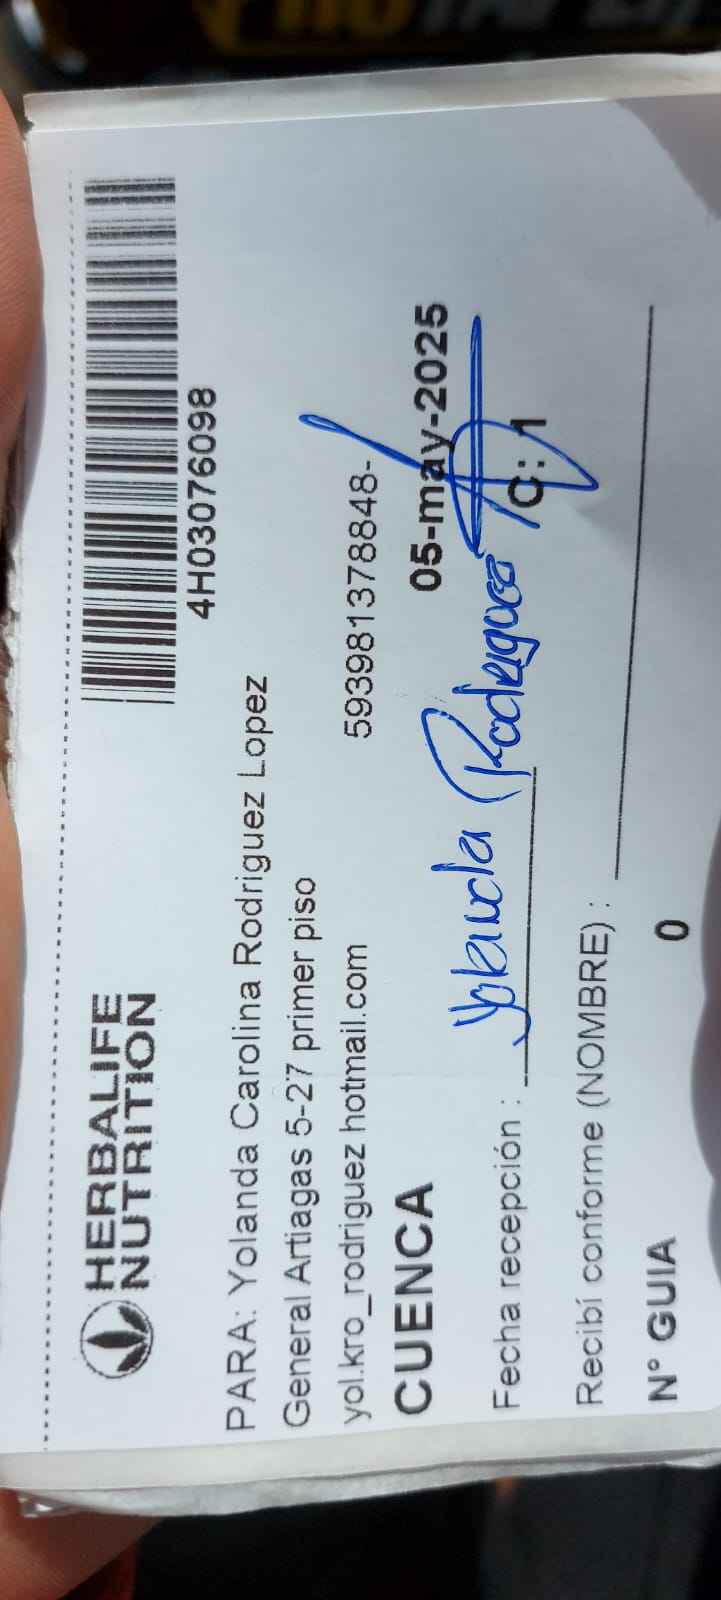 HERBALIFE
NUTRITION
4H03076098
PARA: Yolanda Carolina Rodriguez Lopez
General Artiagas 5-27 primer piso
yol.kro_rodriguez hotmail.com 593981378848-
CUENCA 05-may-2025
Fecha recepción : Yolanda Rodriguez C: 1
Recibí conforme (NOMBRE) :
N° GUIA 0